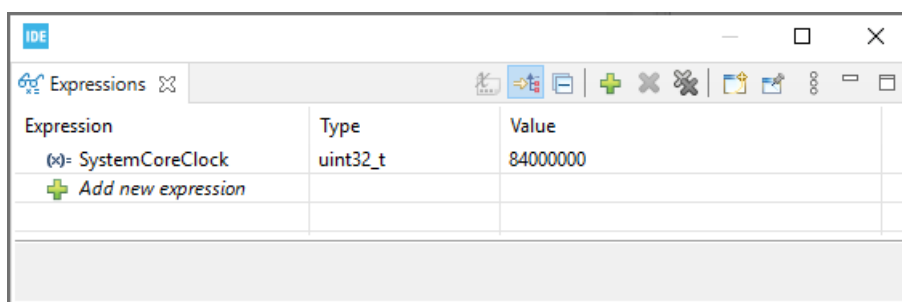 IDE
Expressions
Expression Type Value
(x)= SystemCoreClock uint32_t 84000000
Add new expression